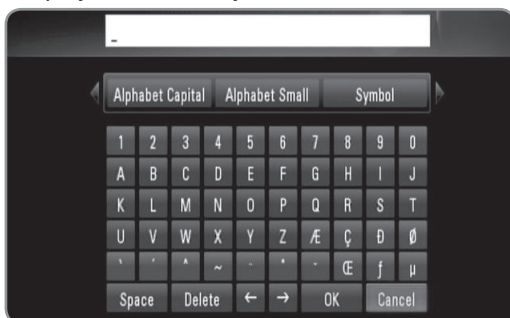 _
Alphabet Capital Alphabet Small Symbol
1 2 3 4 5 6 7 8 9 0
A B C D E F G H I J
K L M N O P Q R S T
U V W X Y Z Æ Ç Ð Ø
` ´ ^ ~ Œ ƒ µ
Space Delete ← → OK Cancel